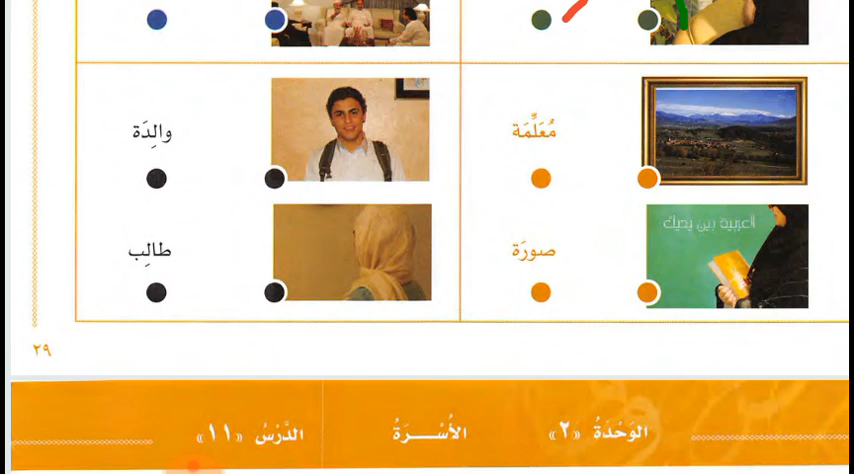 مُعَلِّمَة
والِدَة
العربية بين يديك
صورَة
طالِب
٢٩
الوَحْدَةُ «٢»
الأُسْـــرَةُ
الدَّرْسُ «١١»